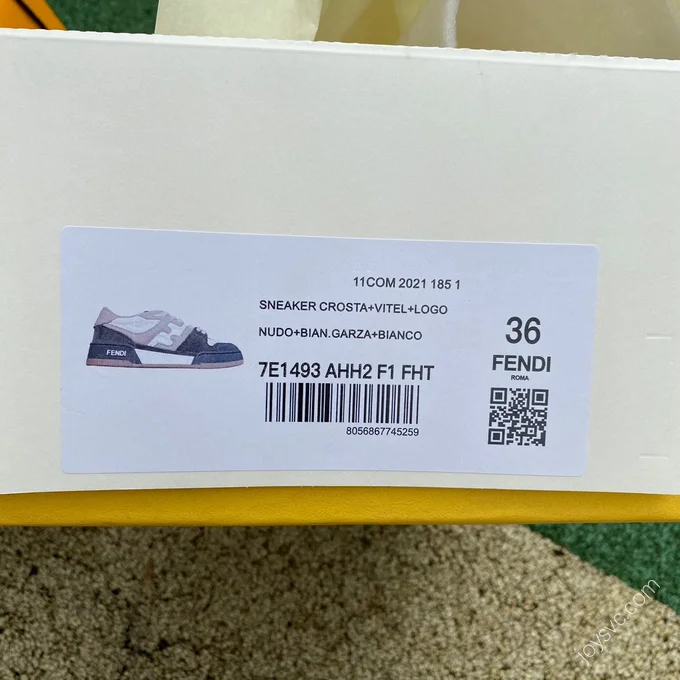 11COM 2021 185 1
SNEAKER CROSTA+VITEL+LOGO
NUDO+BIAN.GARZA+BIANCO
7E1493 AHH2 F1 FHT
8056867745259
36
FENDI
ROMA
FENDI
joysvc.com